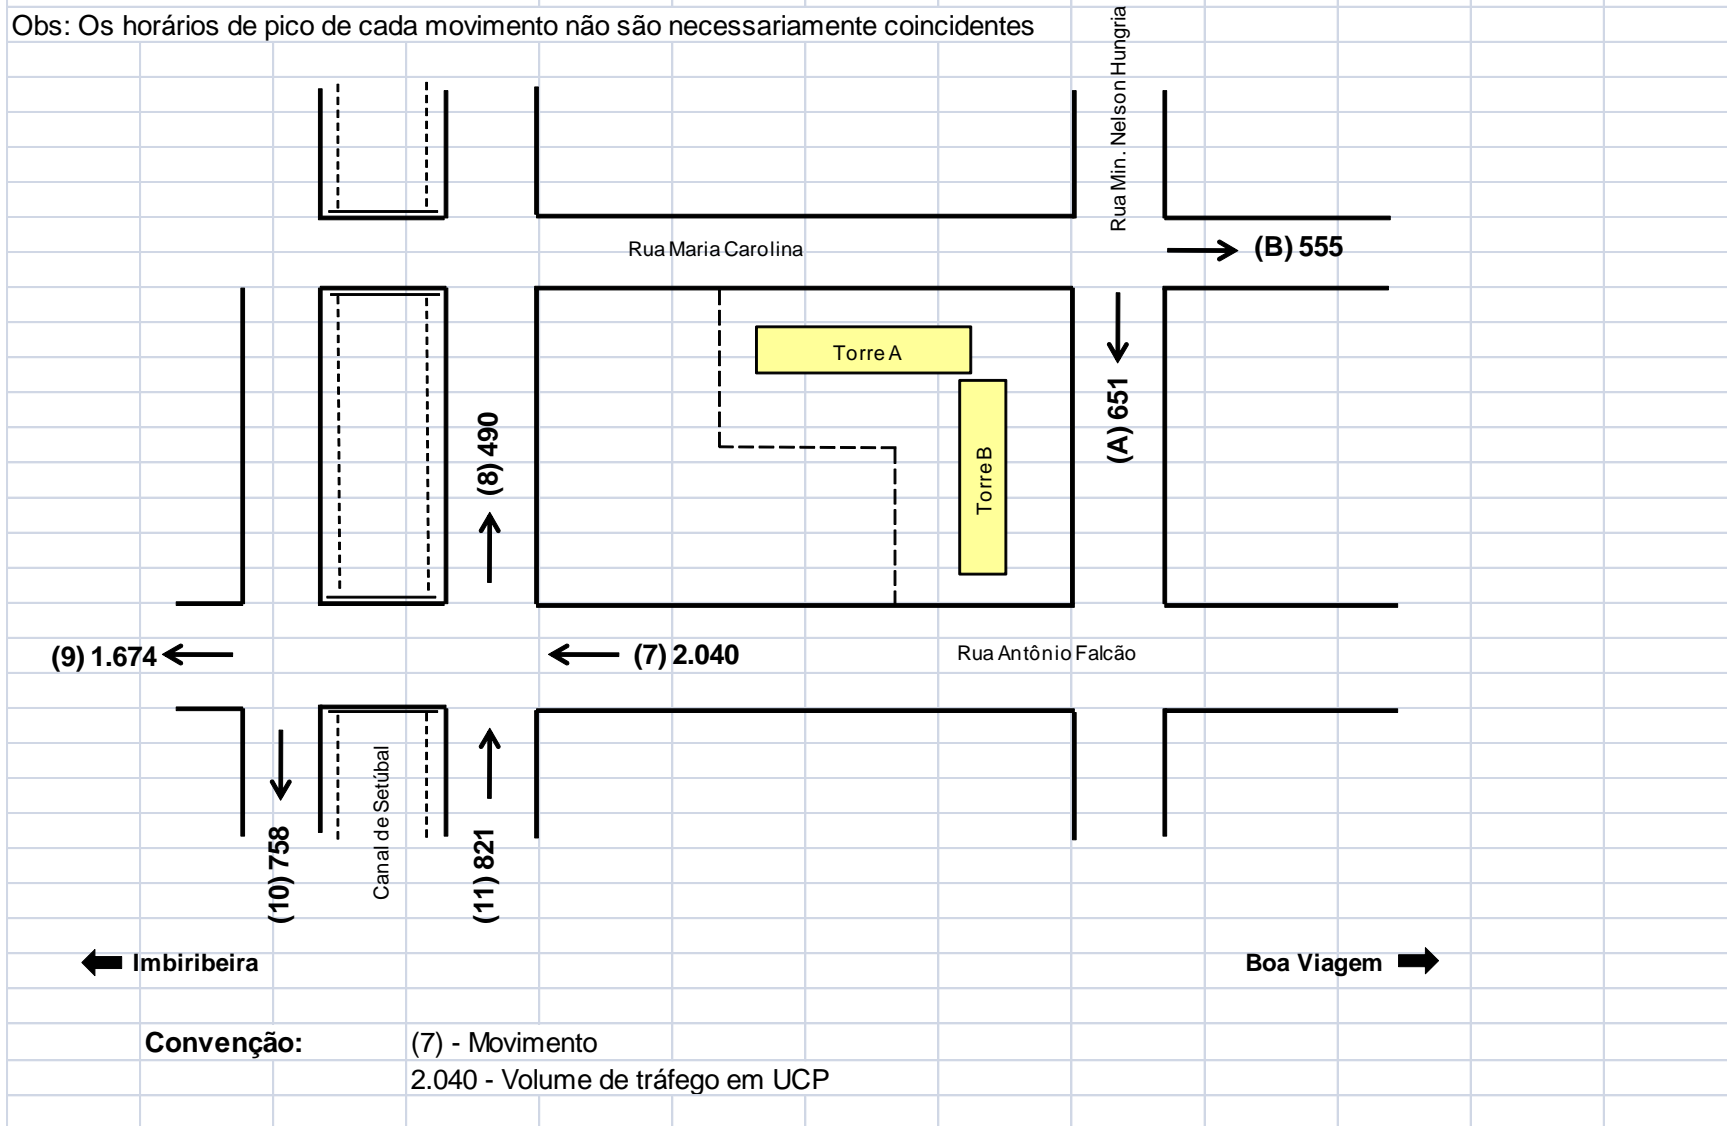 Obs: Os horários de pico de cada movimento não são necessariamente coincidentes
Rua Min. Nelson Hungria
Rua Maria Carolina
(B) 555
Torre A
(A) 651
(8) 490
Torre B
(9) 1.674
(7) 2.040
Rua Antônio Falcão
(10) 758
Canal de Setúbal
(11) 821
Imbiribeira
Boa Viagem
Convenção:
(7) - Movimento
2.040 - Volume de tráfego em UCP